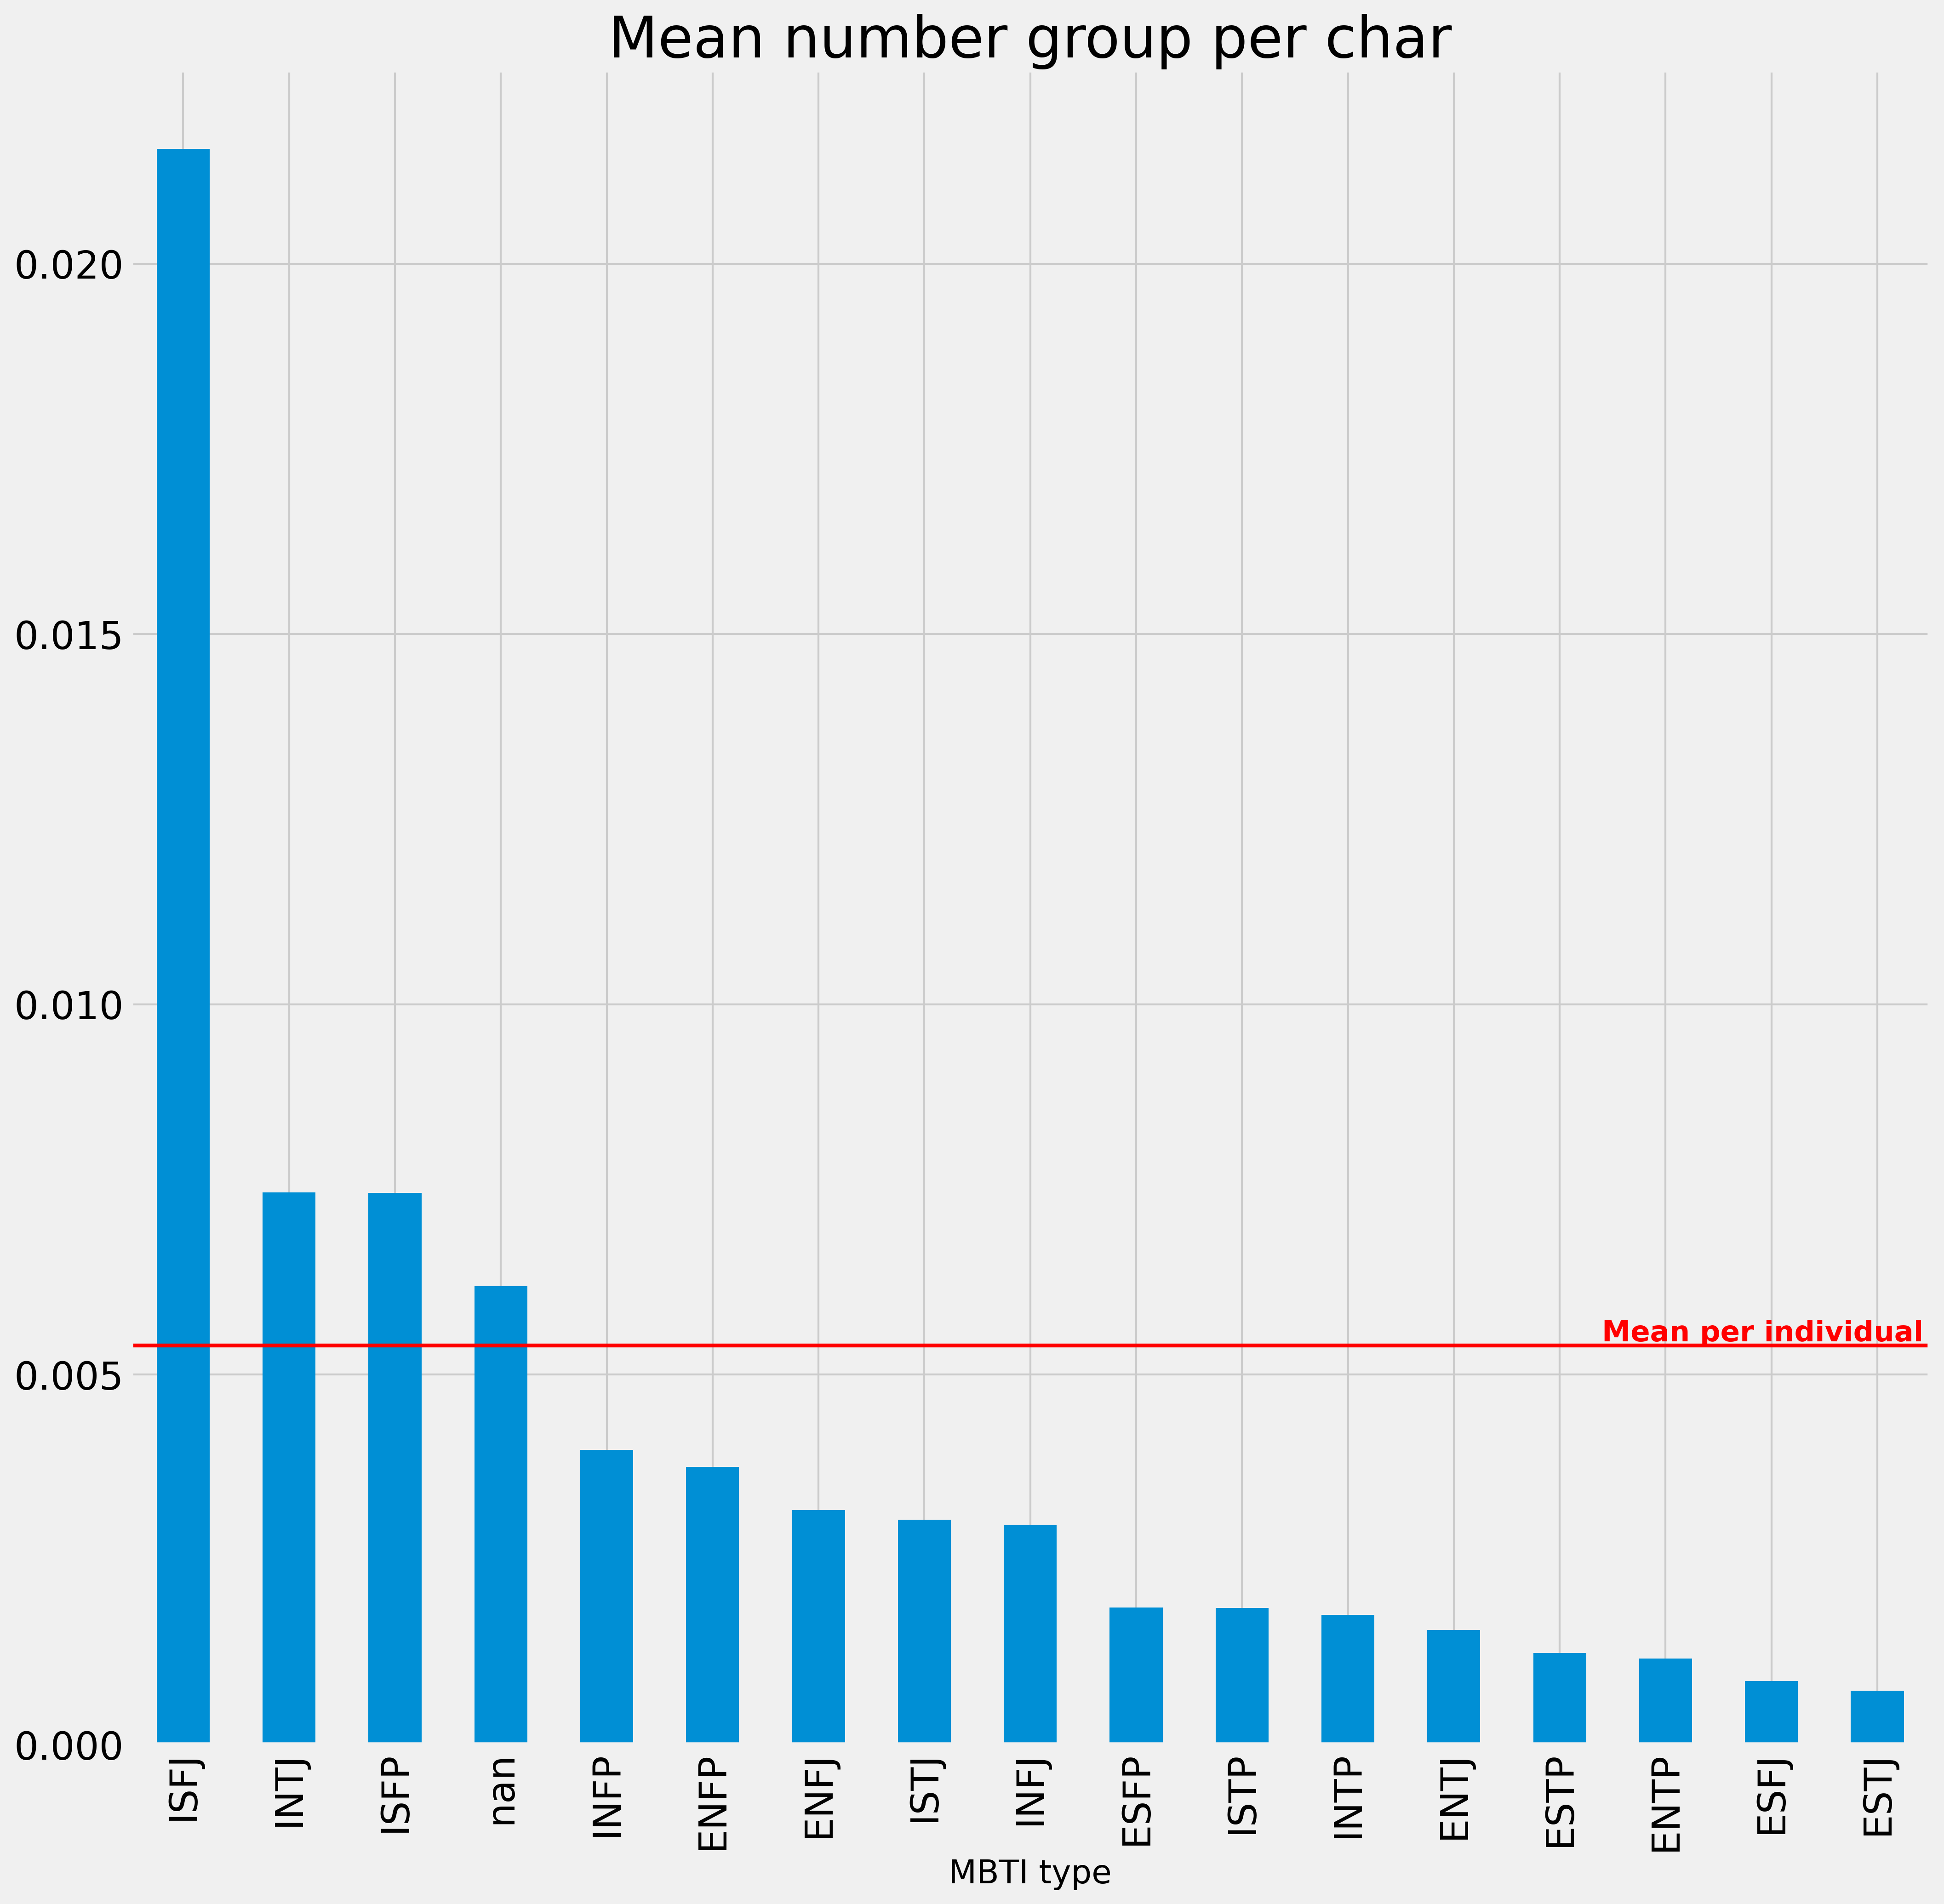 Mean number group per char
0.020
0.015
0.010
Mean per individual
0.005
0.000
ISFJ
INTJ
ISFP
nan
INFP
ENFP
ENFJ
ISTJ
INFJ
ESFP
ISTP
INTP
ENTJ
ESTP
ENTP
ESFJ
ESTJ
MBTI type